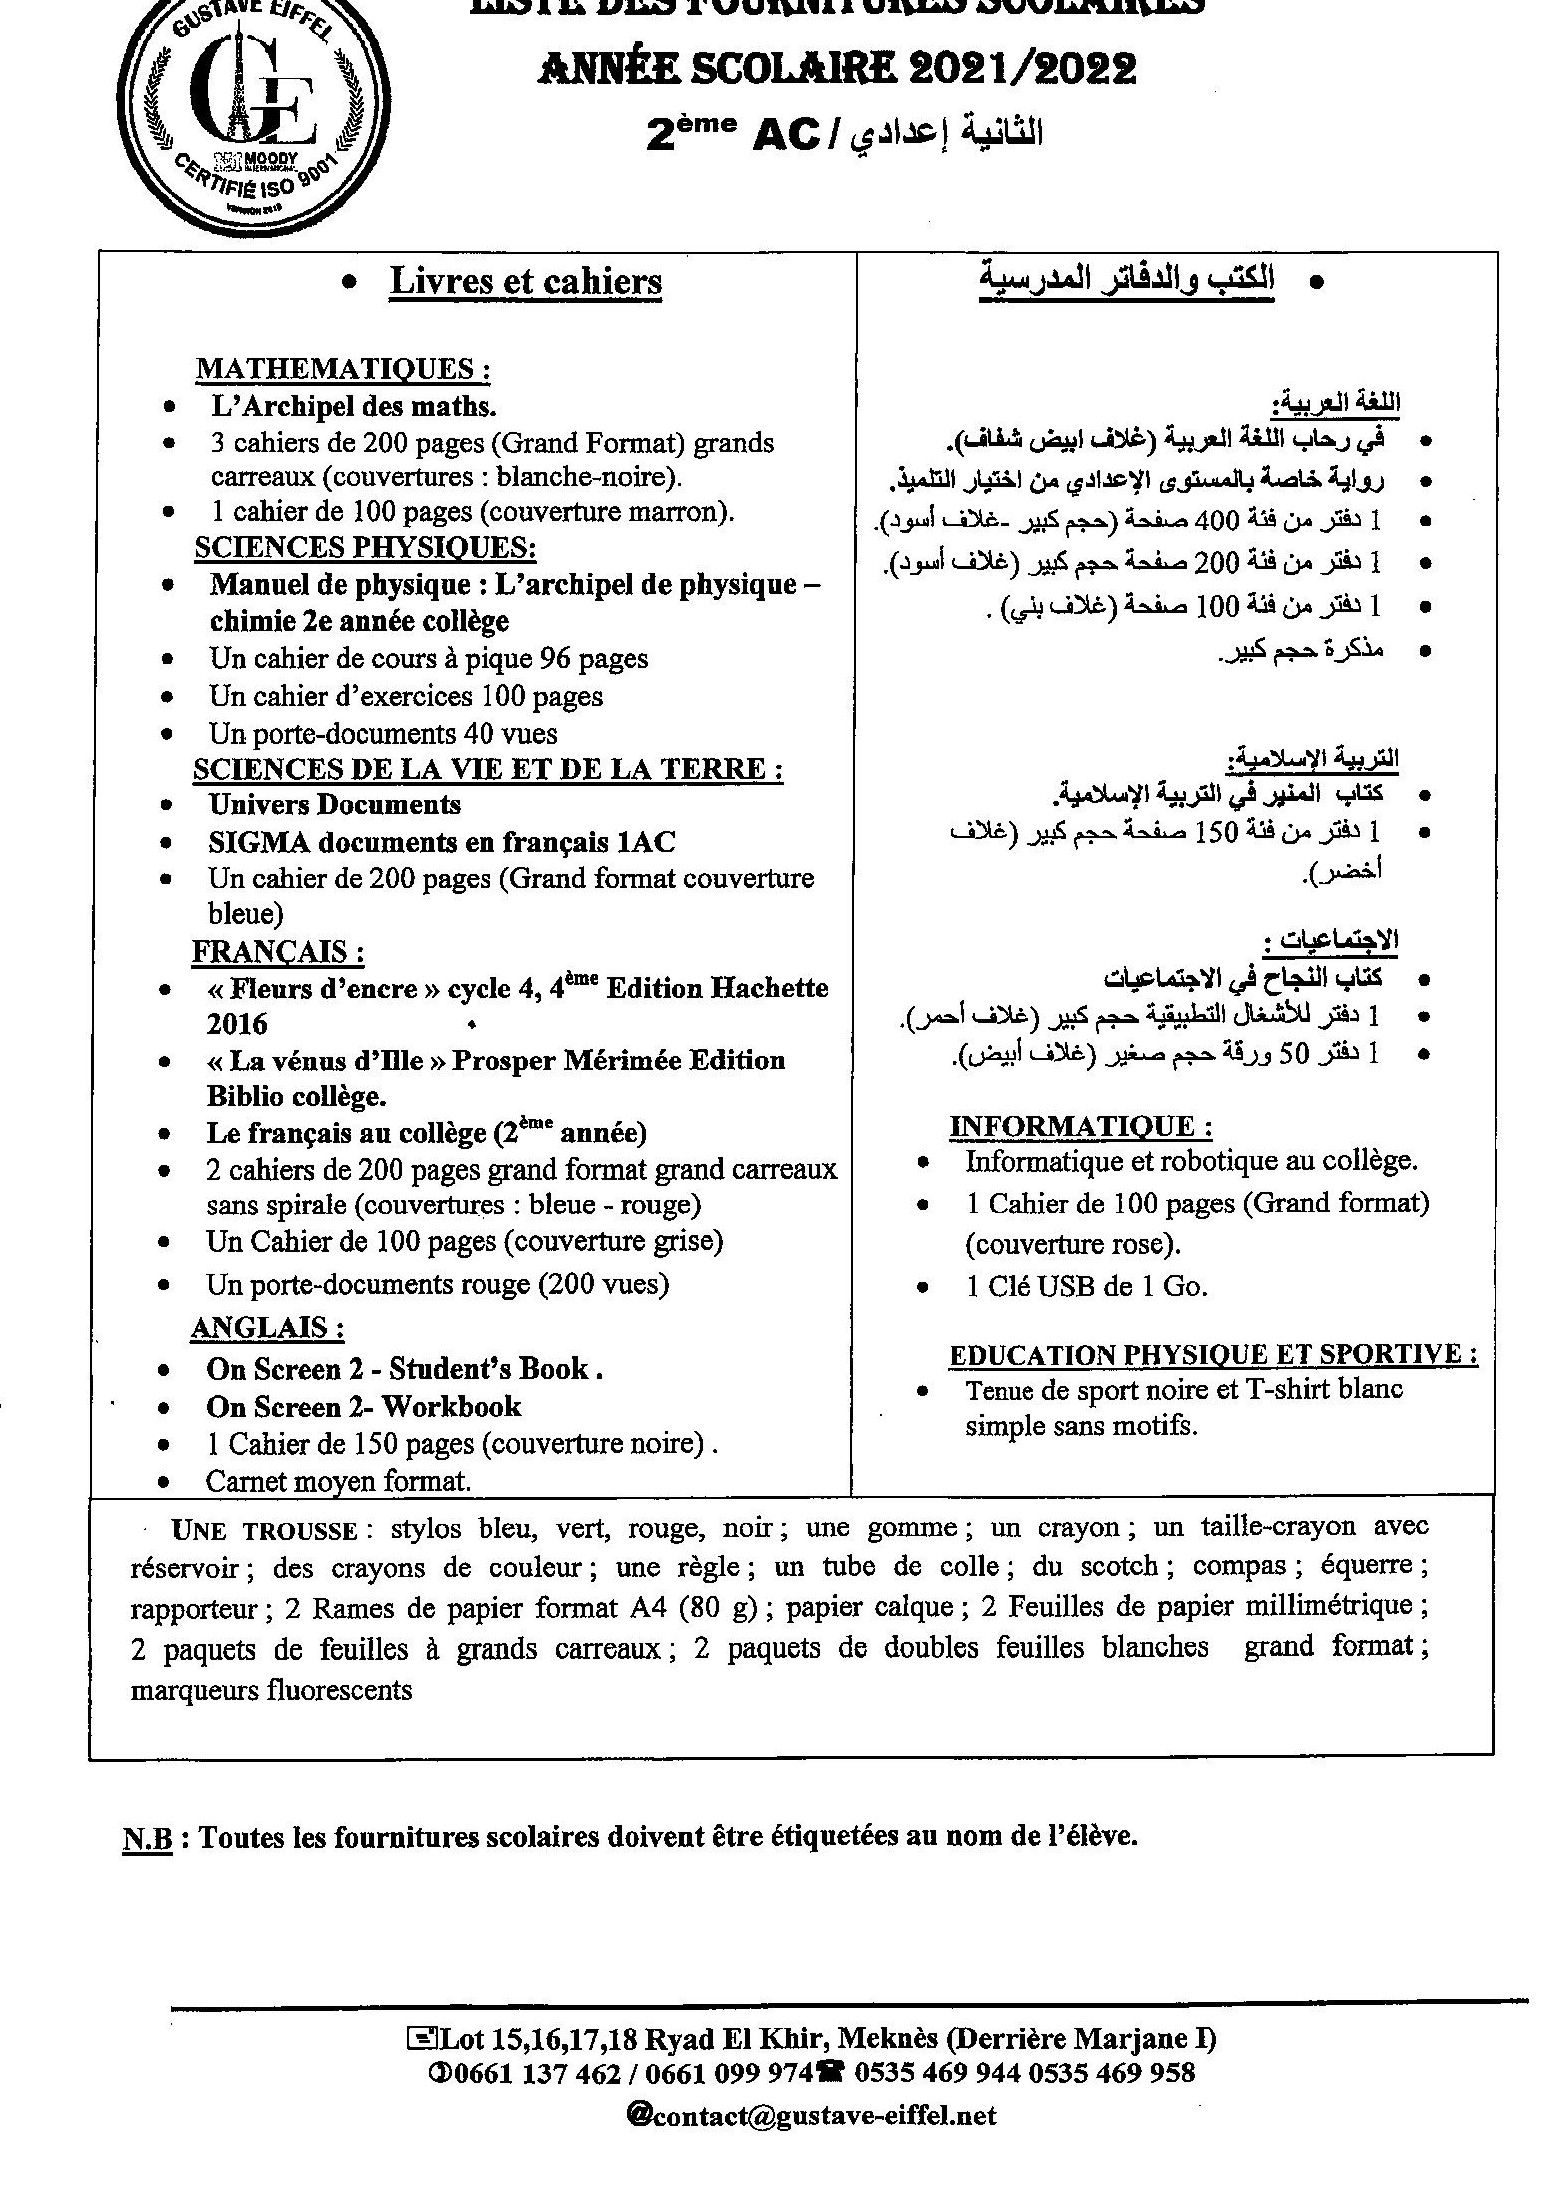 GUSTAVE EIFFEL
GE
MOODY
INTERNATIONAL
CERTIFIÉ ISO 9001
LISTE DES FOURNITURES SCOLAIRES
ANNÉE SCOLAIRE 2021/2022
2ème AC / الثانية إعدادي
• Livres et cahiers
MATHEMATIQUES :
• L’Archipel des maths.
• 3 cahiers de 200 pages (Grand Format) grands
carreaux (couvertures : blanche-noire).
• 1 cahier de 100 pages (couverture marron).
SCIENCES PHYSIQUES:
• Manuel de physique : L’archipel de physique –
chimie 2e année collège
• Un cahier de cours à pique 96 pages
• Un cahier d’exercices 100 pages
• Un porte-documents 40 vues
SCIENCES DE LA VIE ET DE LA TERRE :
• Univers Documents
• SIGMA documents en français 1AC
• Un cahier de 200 pages (Grand format couverture
bleue)
FRANÇAIS :
• « Fleurs d’encre » cycle 4, 4ème Edition Hachette
2016
• « La vénus d’Ille » Prosper Mérimée Edition
Biblio collège.
• Le français au collège (2ème année)
• 2 cahiers de 200 pages grand format grand carreaux
sans spirale (couvertures : bleue - rouge)
• Un Cahier de 100 pages (couverture grise)
• Un porte-documents rouge (200 vues)
ANGLAIS :
• On Screen 2 - Student’s Book .
• On Screen 2- Workbook
• 1 Cahier de 150 pages (couverture noire) .
• Carnet moyen format.
• الكتب والدفاتر المدرسية
اللغة العربية:
• في رحاب اللغة العربية (غلاف ابيض شفاف).
• رواية خاصة بالمستوى الإعدادي من اختيار التلميذ.
• 1 دفتر من فئة 400 صفحة (حجم كبير -غلاف أسود).
• 1 دفتر من فئة 200 صفحة حجم كبير (غلاف أسود).
• 1 دفتر من فئة 100 صفحة (غلاف بني) .
• مذكرة حجم كبير.
التربية الإسلامية:
• كتاب المنير في التربية الإسلامية.
• 1 دفتر من فئة 150 صفحة حجم كبير (غلاف
أخضر).
الاجتماعيات :
• كتاب النجاح في الاجتماعيات
• 1 دفتر للأشغال التطبيقية حجم كبير (غلاف أحمر).
• 1 دفتر 50 ورقة حجم صغير (غلاف أبيض).
INFORMATIQUE :
• Informatique et robotique au collège.
• 1 Cahier de 100 pages (Grand format)
(couverture rose).
• 1 Clé USB de 1 Go.
EDUCATION PHYSIQUE ET SPORTIVE :
• Tenue de sport noire et T-shirt blanc
simple sans motifs.
UNE TROUSSE : stylos bleu, vert, rouge, noir ; une gomme ; un crayon ; un taille-crayon avec
réservoir ; des crayons de couleur ; une règle ; un tube de colle ; du scotch ; compas ; équerre ;
rapporteur ; 2 Rames de papier format A4 (80 g) ; papier calque ; 2 Feuilles de papier millimétrique ;
2 paquets de feuilles à grands carreaux ; 2 paquets de doubles feuilles blanches grand format ;
marqueurs fluorescents
N.B : Toutes les fournitures scolaires doivent être étiquetées au nom de l’élève.
Lot 15,16,17,18 Ryad El Khir, Meknès (Derrière Marjane I)
0661 137 462 / 0661 099 974☎ 0535 469 944 0535 469 958
@contact@gustave-eiffel.net